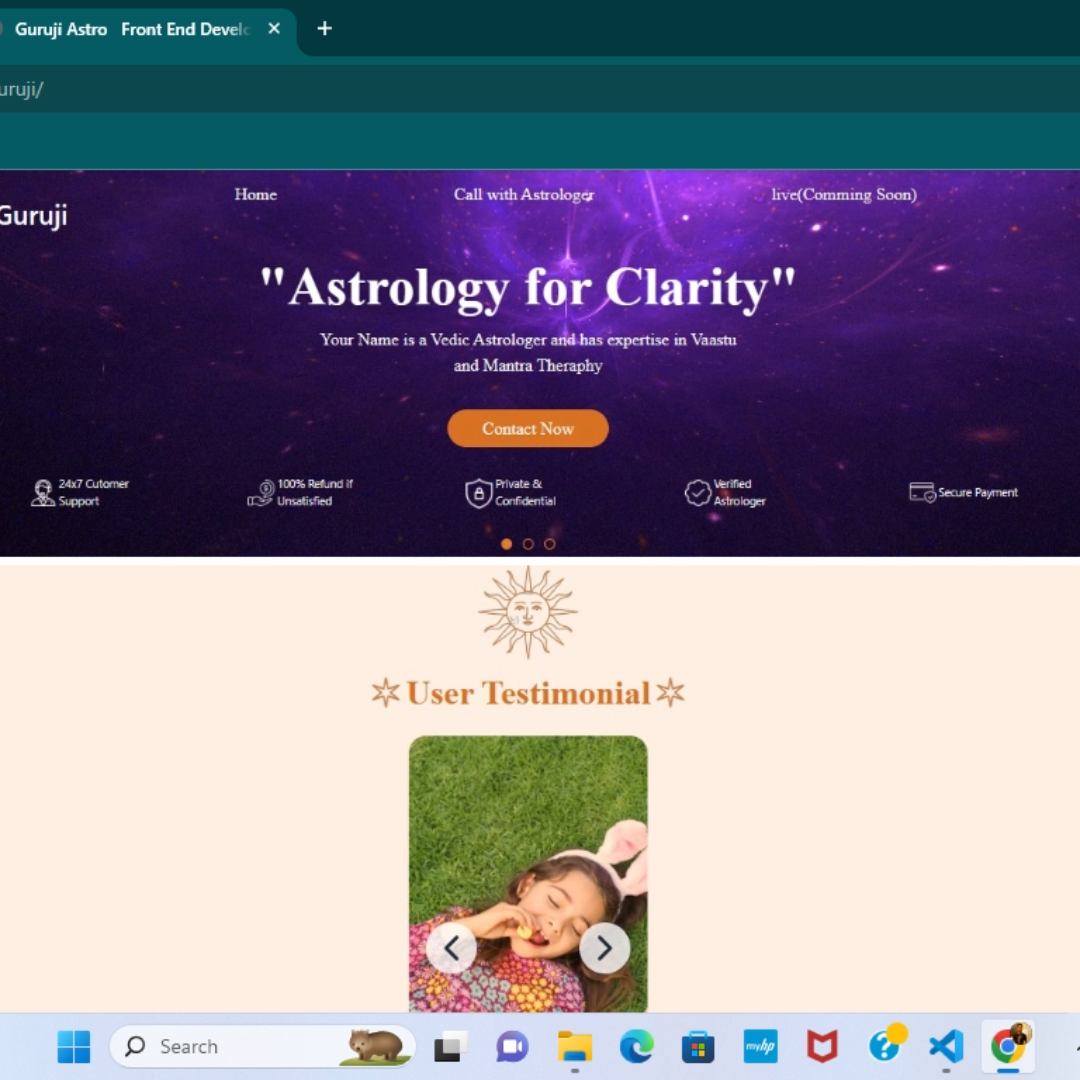 Guruji Astro Front End Develo
uruji/
Home
Call with Astrologer
live(Comming Soon)
Guruji
"Astrology for Clarity"
Your Name is a Vedic Astrologer and has expertise in Vaastu
and Mantra Theraphy
Contact Now
24x7 Cutomer
Support
100% Refund if
Unsatisfied
Private &
Confidential
Verified
Astrologer
Secure Payment
User Testimonial
Search
myhp